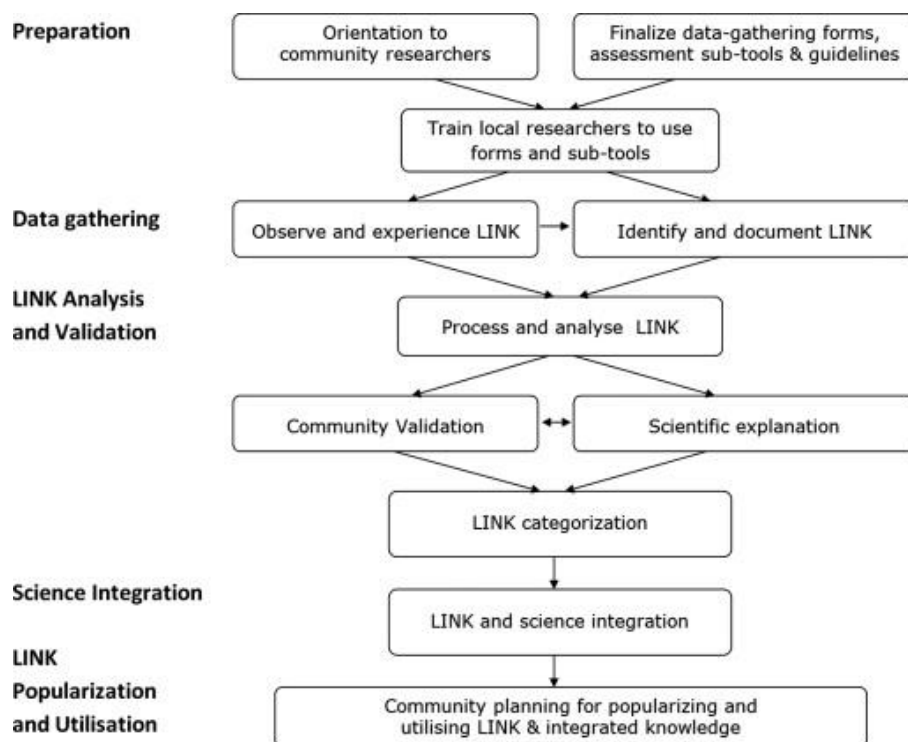 Preparation
Orientation to
community researchers
Finalize data-gathering forms,
assessment sub-tools & guidelines
Train local researchers to use
forms and sub-tools
Data gathering
Observe and experience LINK
Identify and document LINK
LINK Analysis
and Validation
Process and analyse LINK
Community Validation
Scientific explanation
LINK categorization
Science Integration
LINK and science integration
LINK
Popularization
and Utilisation
Community planning for popularizing and
utilising LINK & integrated knowledge